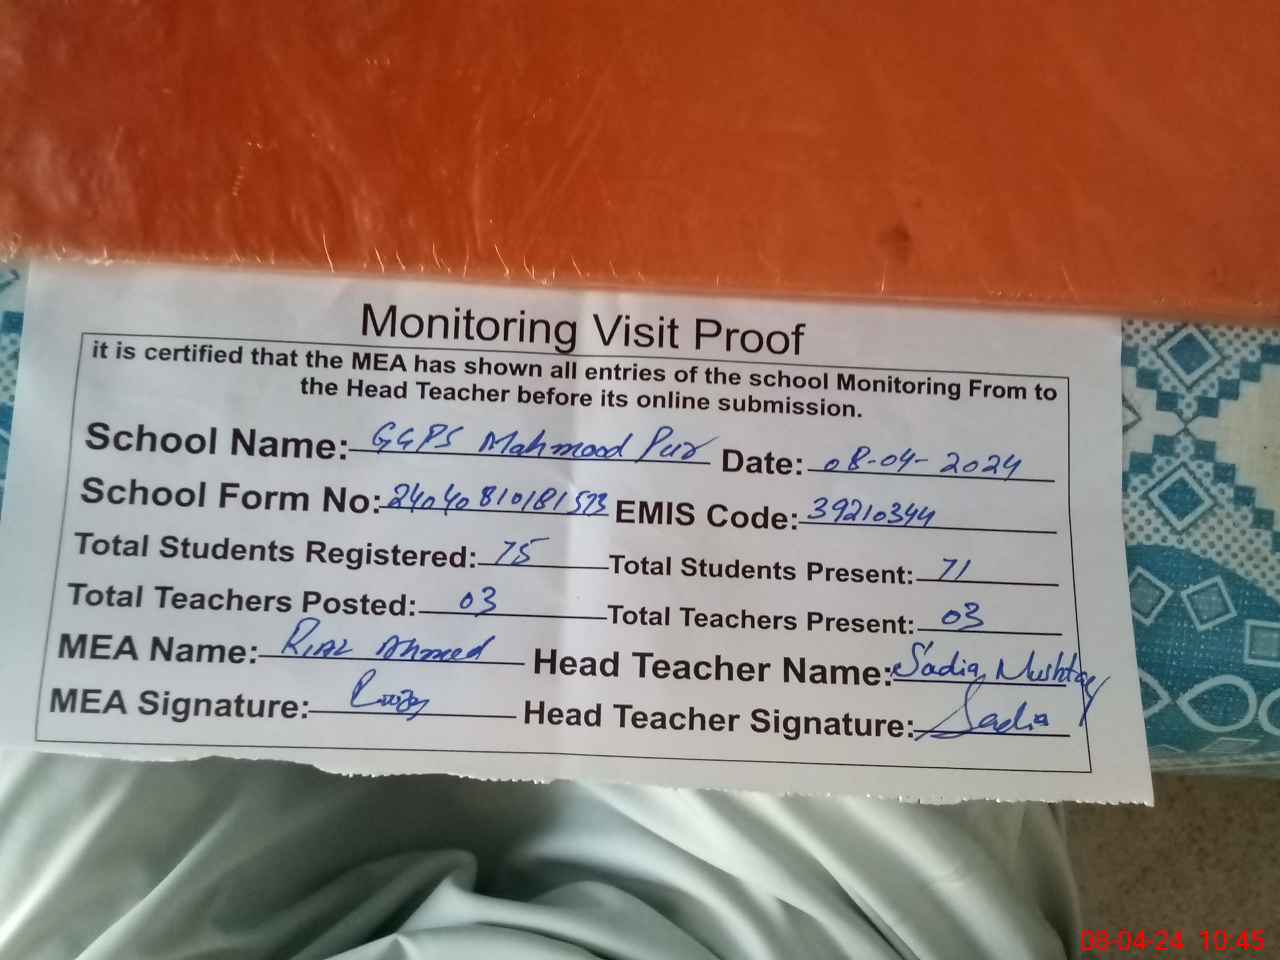 Monitoring Visit Proof
it is certified that the MEA has shown all entries of the school Monitoring From to
the Head Teacher before its online submission.
School Name: GGPS Mahmood Pur Date: 08-04-2024
School Form No: 24040810181573 EMIS Code: 39210344
Total Students Registered: 75 Total Students Present: 71
Total Teachers Posted: 03 Total Teachers Present: 03
MEA Name: Riaz Ahmed Head Teacher Name: Sadia Mushtaq
MEA Signature: Head Teacher Signature: Sadia
08-04-24 10:45